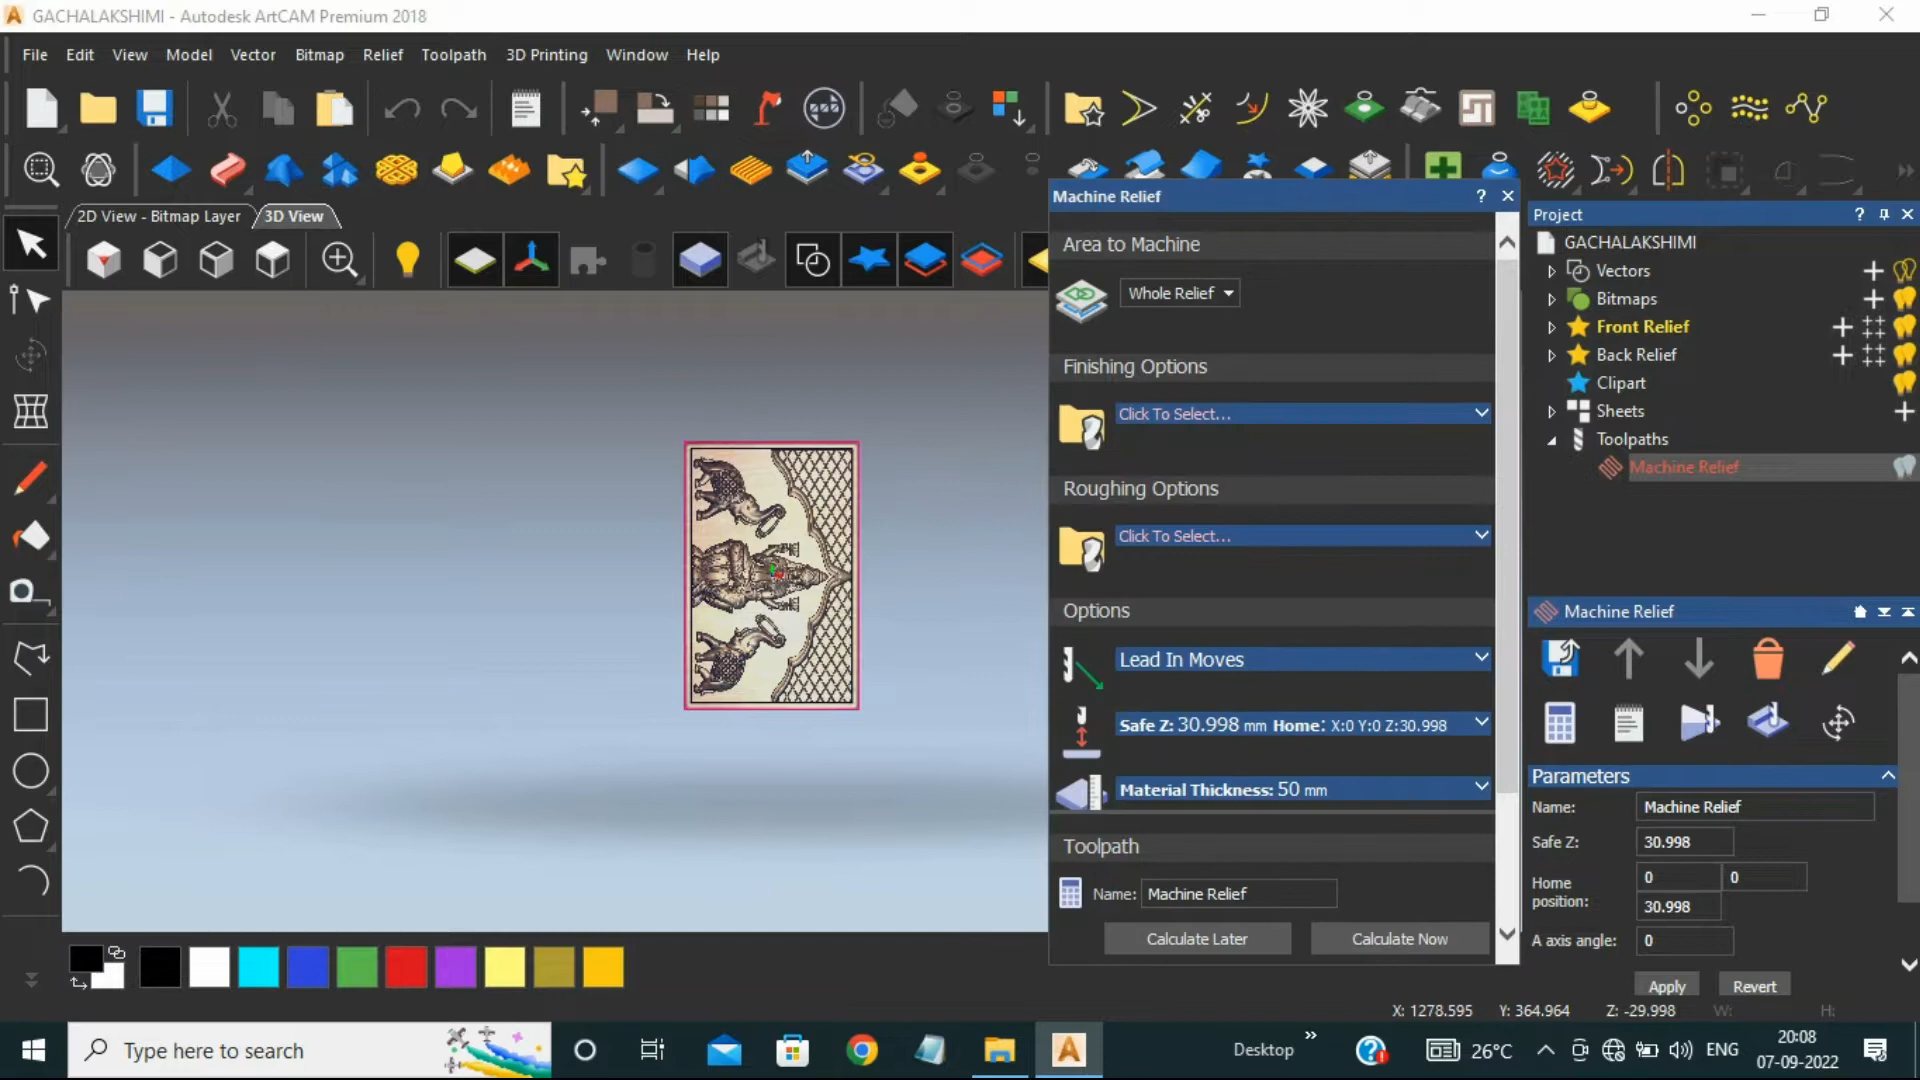 GACHALAKSHIMI - Autodesk ArtCAM Premium 2018
File Edit View Model Vector Bitmap Relief Toolpath 3D Printing Window Help
2D View - Bitmap Layer
3D View
Machine Relief ?
Area to Machine
Whole Relief
Finishing Options
Click To Select...
Roughing Options
Click To Select...
Options
Lead In Moves
Safe Z: 30.998 mm Home: X:0 Y:0 Z:30.998
Material Thickness: 50 mm
Toolpath
Name: Machine Relief
Calculate Later
Calculate Now
Project ?
GACHALAKSHIMI
Vectors
Bitmaps
Front Relief
Back Relief
Clipart
Sheets
Toolpaths
Machine Relief
Machine Relief
Parameters
Name: Machine Relief
Safe Z: 30.998
Home position: 0 0
30.998
A axis angle: 0
Apply
Revert
X: 1278.595 Y: 364.964 Z: -29.998 W: H:
Type here to search
Desktop
26°C
ENG
20:08
07-09-2022